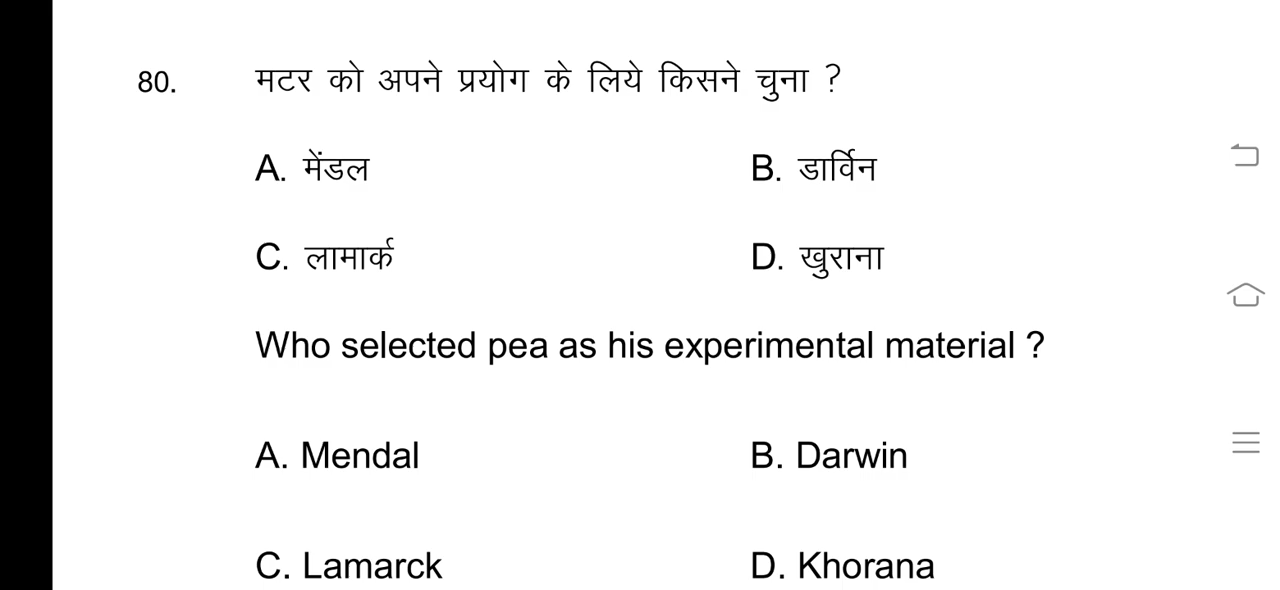 80. मटर को अपने प्रयोग के लिये किसने चुना ?
A. मेंडल B. डार्विन
C. लामार्क D. खुराना
Who selected pea as his experimental material ?
A. Mendal B. Darwin
C. Lamarck D. Khorana